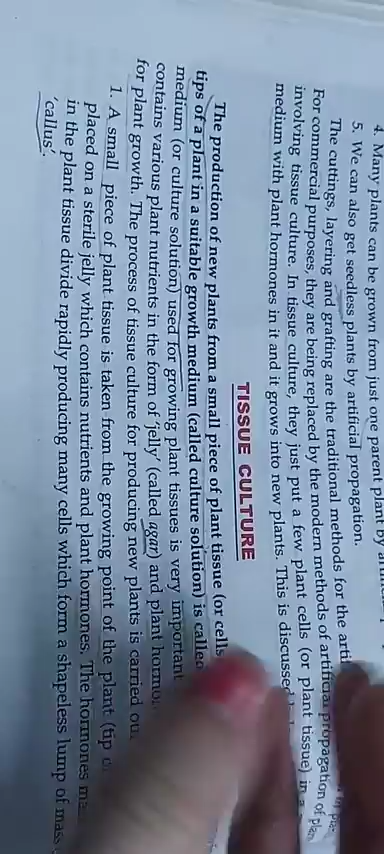 4. Many plants can be grown from just one parent plant by
5. We can also get seedless plants by artificial propagation.
The cuttings, layering and grafting are the traditional methods for the
For commercial purposes, they are being replaced by the modern methods of artificial propagation of
involving tissue culture. In tissue culture, they just put a few plant cells (or plant tissue) in a
medium with plant hormones in it and it grows into new plants. This is discussed
TISSUE CULTURE
The production of new plants from a small piece of plant tissue (or cells
tips of a plant in a suitable growth medium (called culture solution) is called
medium (or culture solution) used for growing plant tissues is very important
contains various plant nutrients in the form of 'jelly' (called agar) and plant
for plant growth. The process of tissue culture for producing new plants is carried
1. A small piece of plant tissue is taken from the growing point of the plant (tip
placed on a sterile jelly which contains nutrients and plant hormones. The hormones
in the plant tissue divide rapidly producing many cells which form a shapeless lump of mass
'callus'.